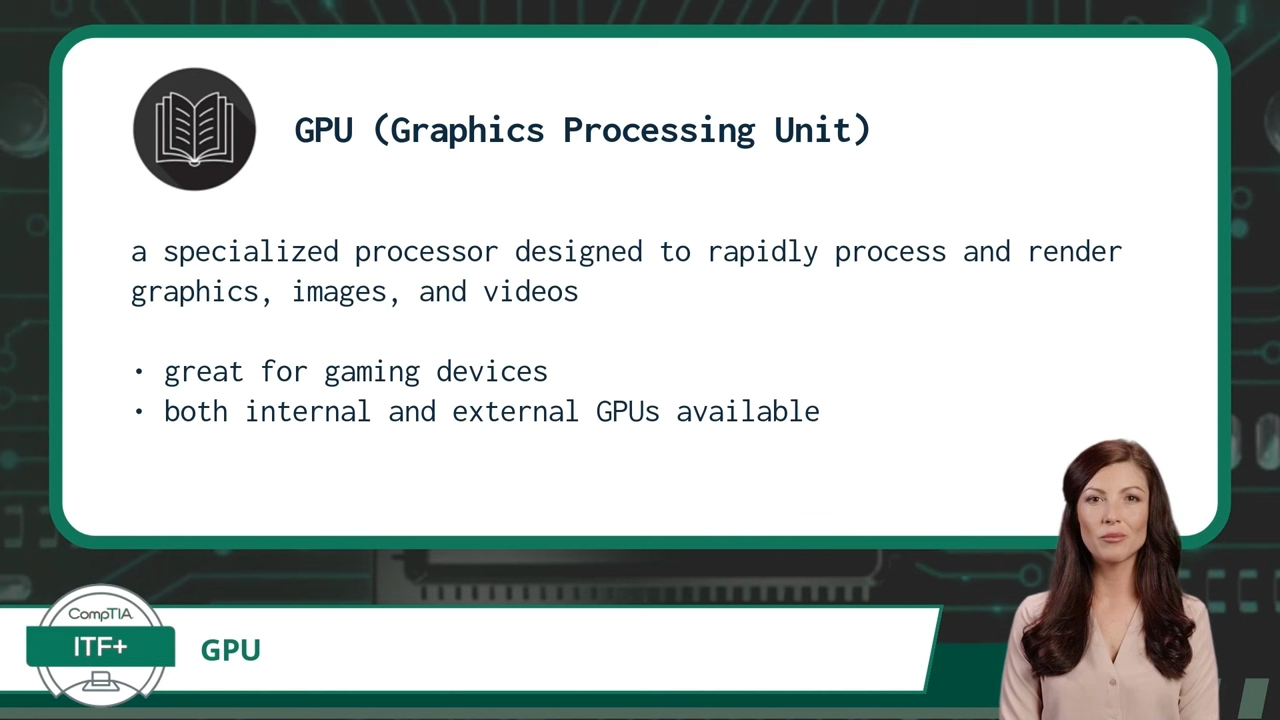 GPU (Graphics Processing Unit)
a specialized processor designed to rapidly process and render
graphics, images, and videos
• great for gaming devices
• both internal and external GPUs available
CompTIA
ITF+
GPU